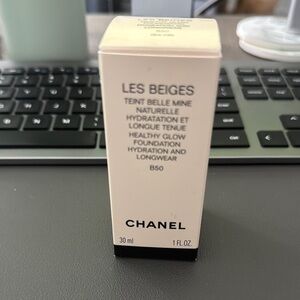 LES BEIGES
TEINT BELLE MINE
NATURELLE
HYDRATATION ET
LONGUE TENUE
HEALTHY GLOW
FOUNDATION
HYDRATION AND
LONGWEAR
B50
CHANEL
30 ml 1 FL.OZ.